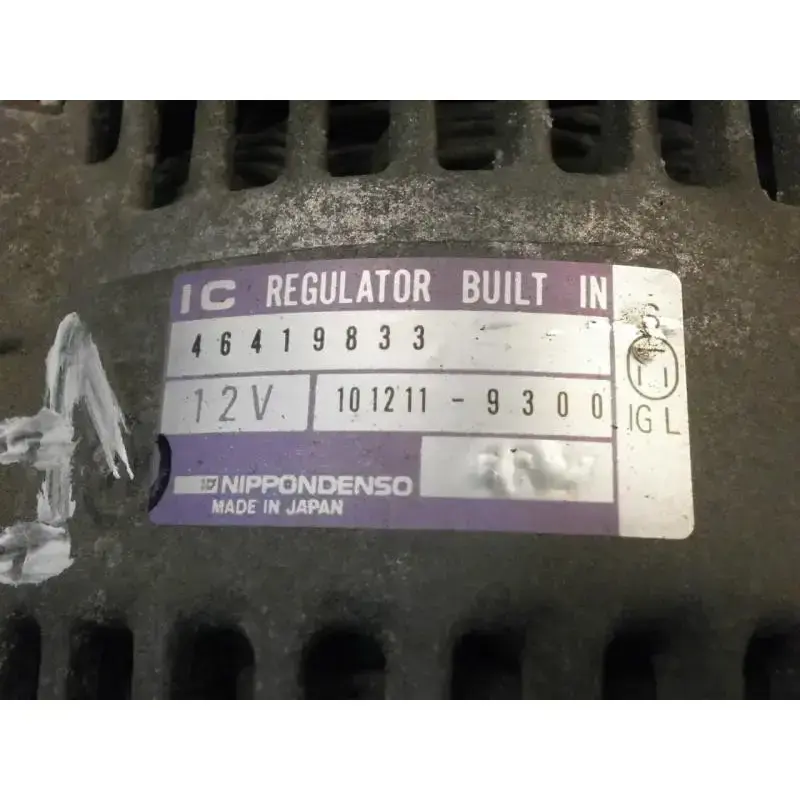 IC REGULATOR BUILT IN
46419833
S
12V 101211-9300
IG L
NIPPONDENSO
MADE IN JAPAN